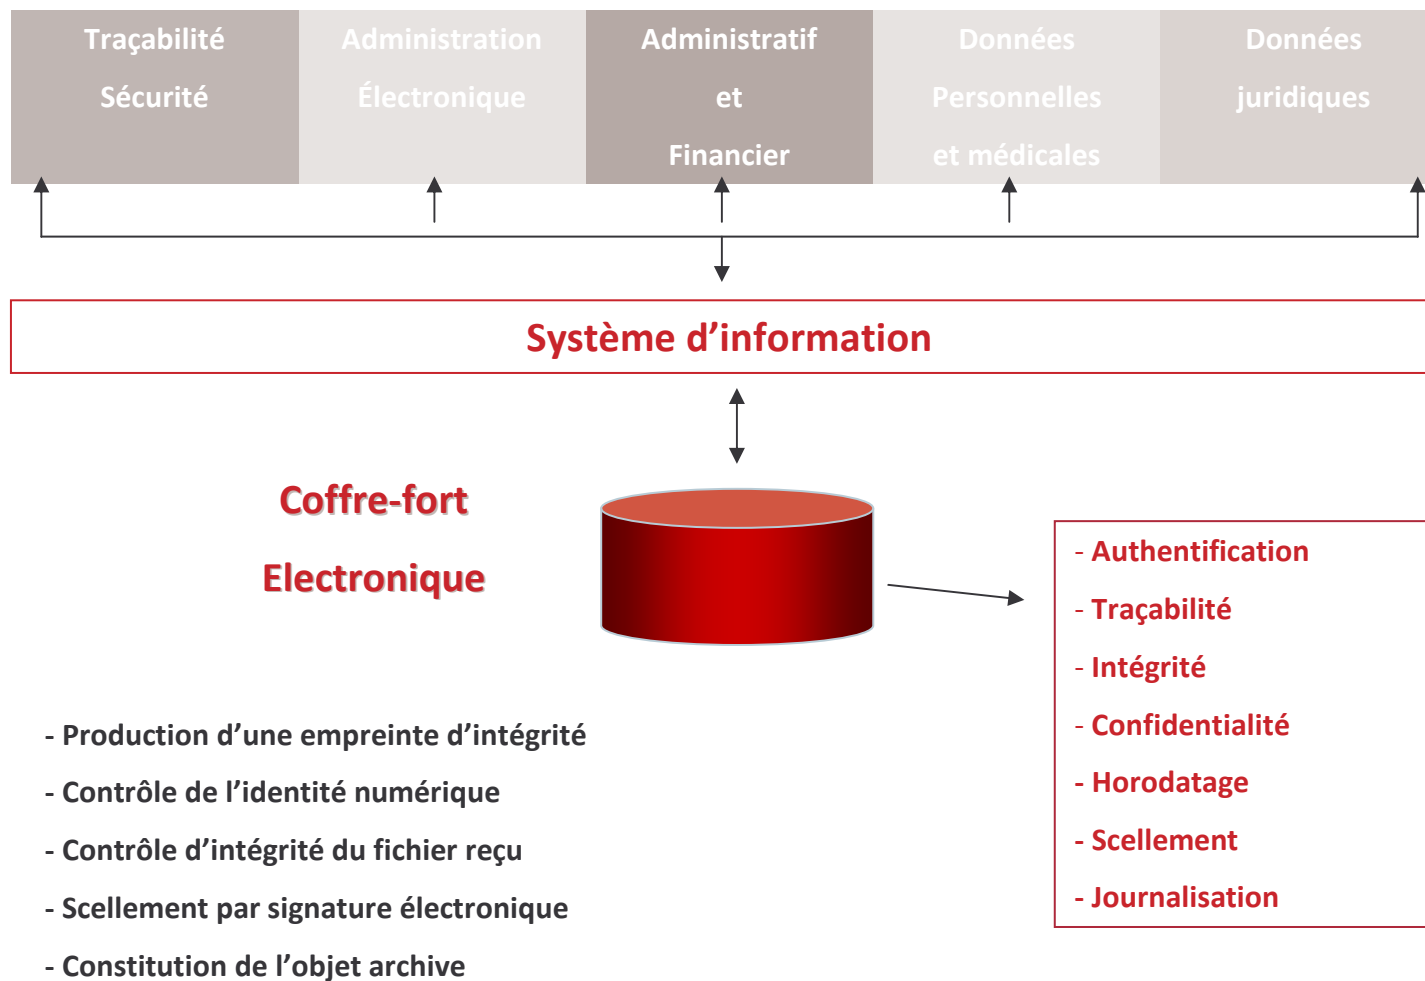 Traçabilité
Sécurité
Administration
Électronique
Administratif
et
Financier
Données
Personnelles
et médicales
Données
juridiques
Système d’information
Coffre-fort
Electronique
- Authentification
- Traçabilité
- Intégrité
- Confidentialité
- Horodatage
- Scellement
- Journalisation
- Production d’une empreinte d’intégrité
- Contrôle de l’identité numérique
- Contrôle d’intégrité du fichier reçu
- Scellement par signature électronique
- Constitution de l’objet archive